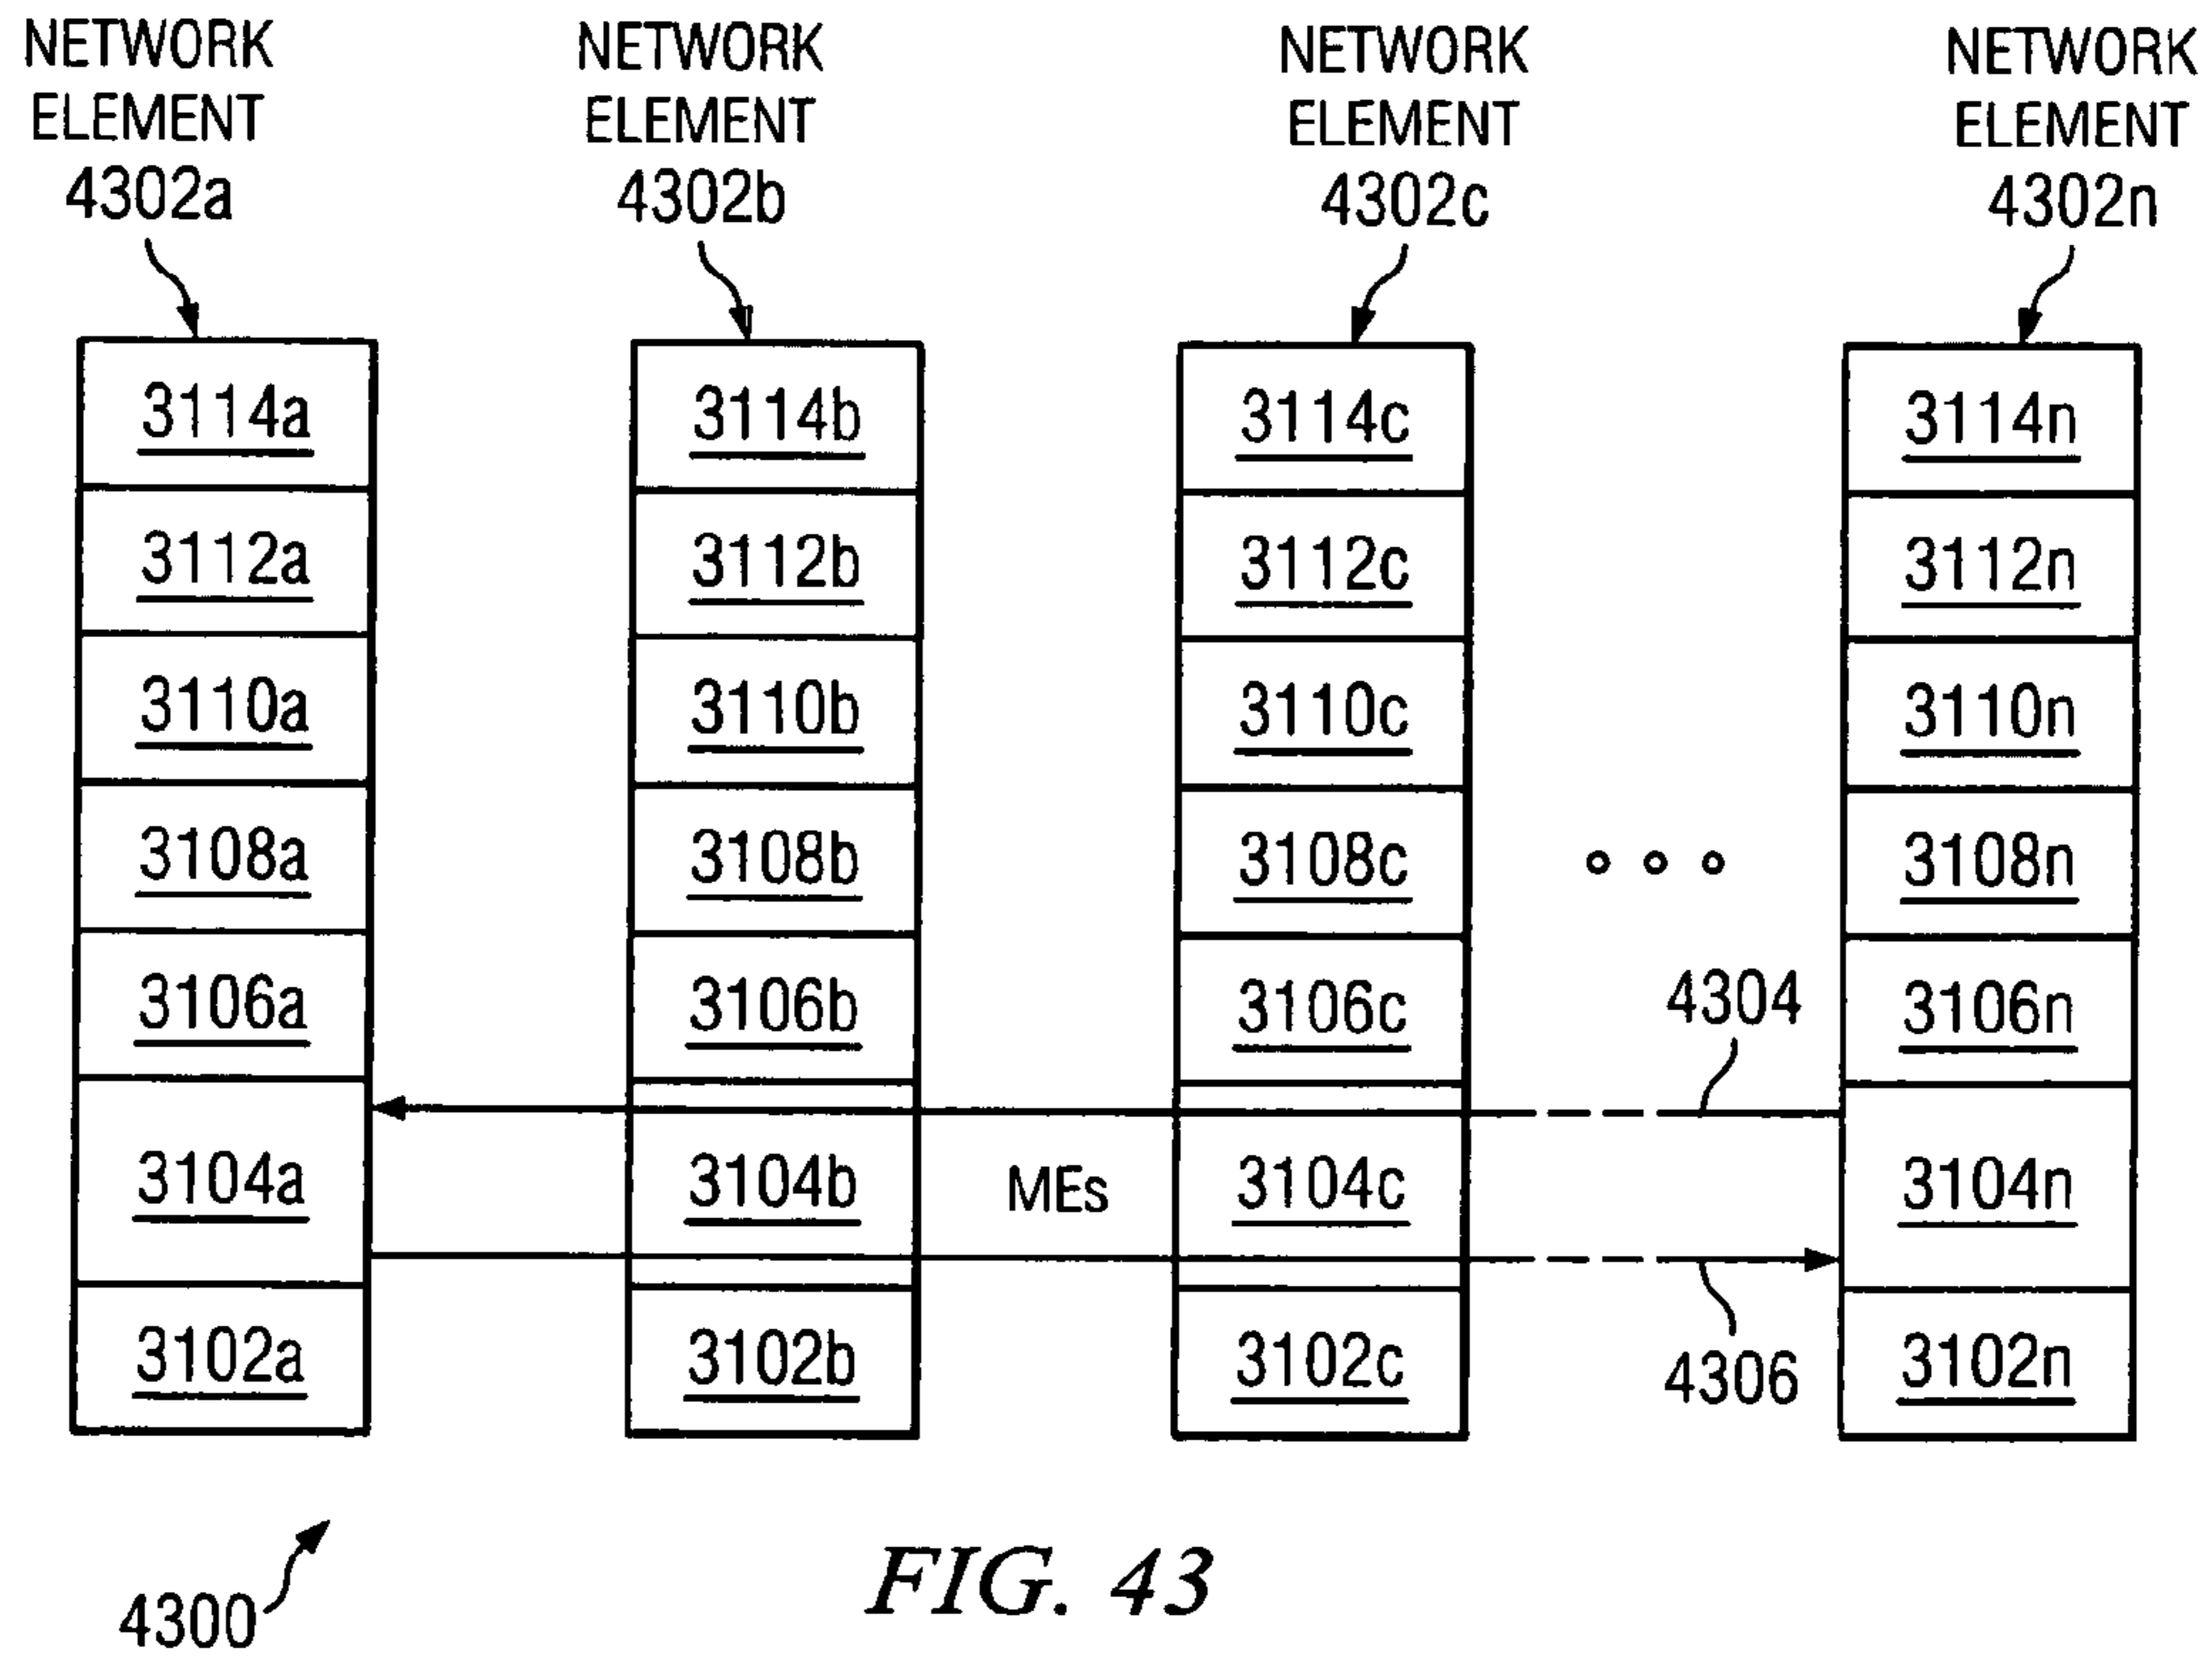 NETWORK
ELEMENT
4302a
NETWORK
ELEMENT
4302b
NETWORK
ELEMENT
4302c
NETWORK
ELEMENT
4302n
3114a
3114b
3114c
3114n
3112a
3112b
3112c
3112n
3110a
3110b
3110c
3110n
3108a
3108b
3108c
3108n
3106a
3106b
3106c
4304
3106n
3104a
3104b
MEs
3104c
3104n
3102a
3102b
3102c
4306
3102n
4300
FIG. 43